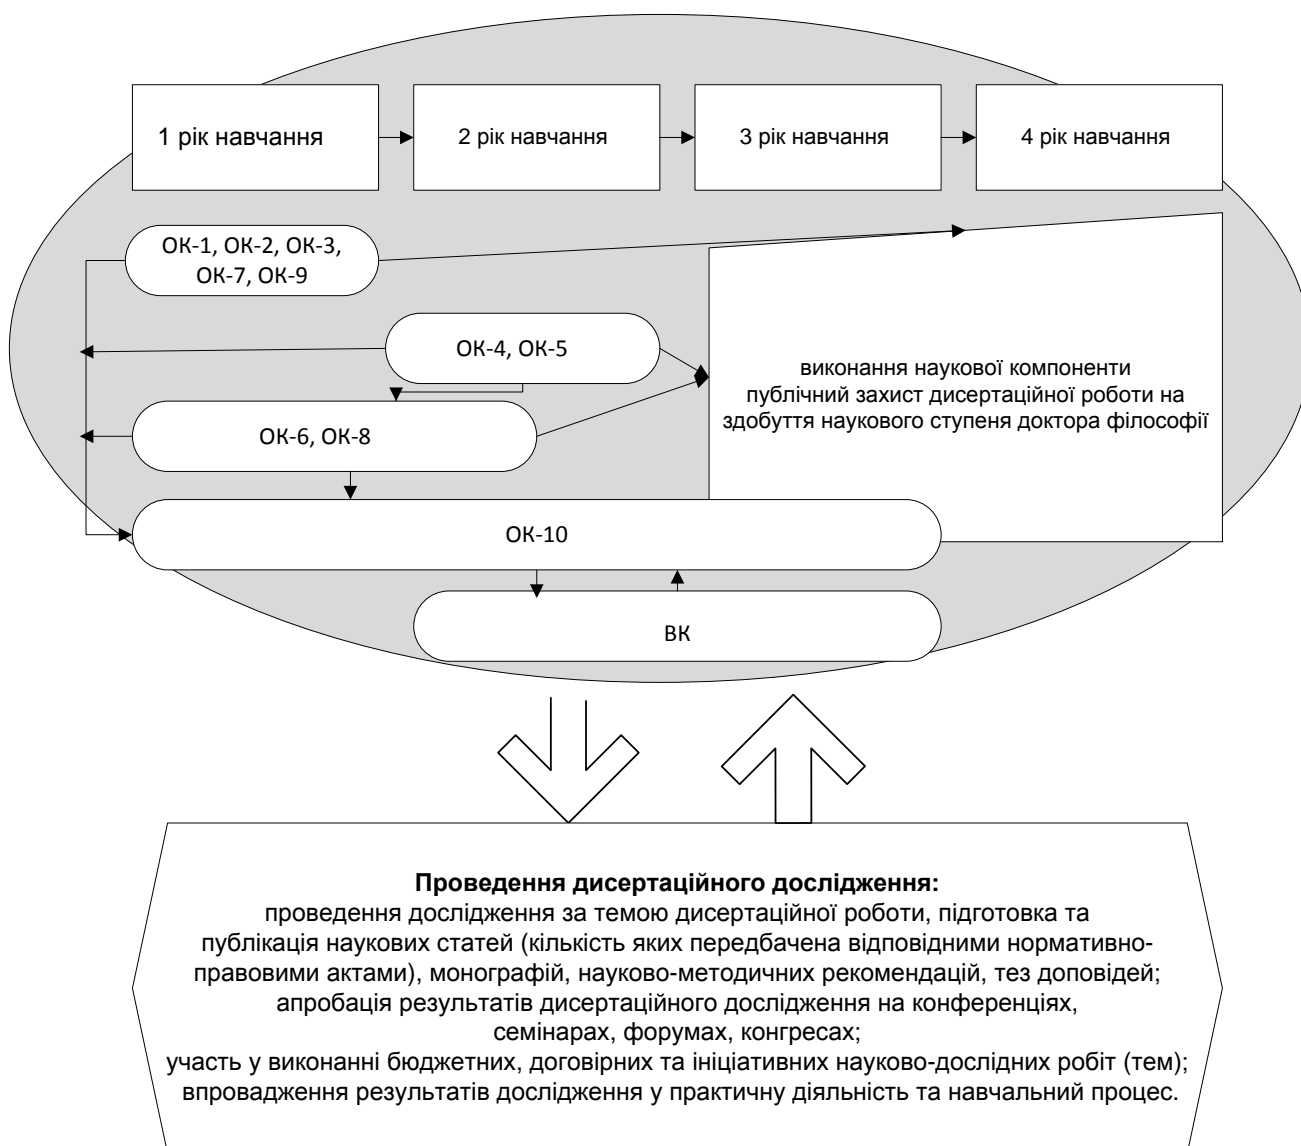 1 рік навчання
2 рік навчання
3 рік навчання
4 рік навчання
ОК-1, ОК-2, ОК-3,
ОК-7, ОК-9
ОК-4, ОК-5
виконання наукової компоненти
публічний захист дисертаційної роботи на
здобуття наукового ступеня доктора філософії
ОК-6, ОК-8
ОК-10
ВК
Проведення дисертаційного дослідження:
проведення дослідження за темою дисертаційної роботи, підготовка та
публікація наукових статей (кількість яких передбачена відповідними нормативно-
правовими актами), монографій, науково-методичних рекомендацій, тез доповідей;
апробація результатів дисертаційного дослідження на конференціях,
семінарах, форумах, конгресах;
участь у виконанні бюджетних, договірних та ініціативних науково-дослідних робіт (тем);
впровадження результатів дослідження у практичну діяльність та навчальний процес.